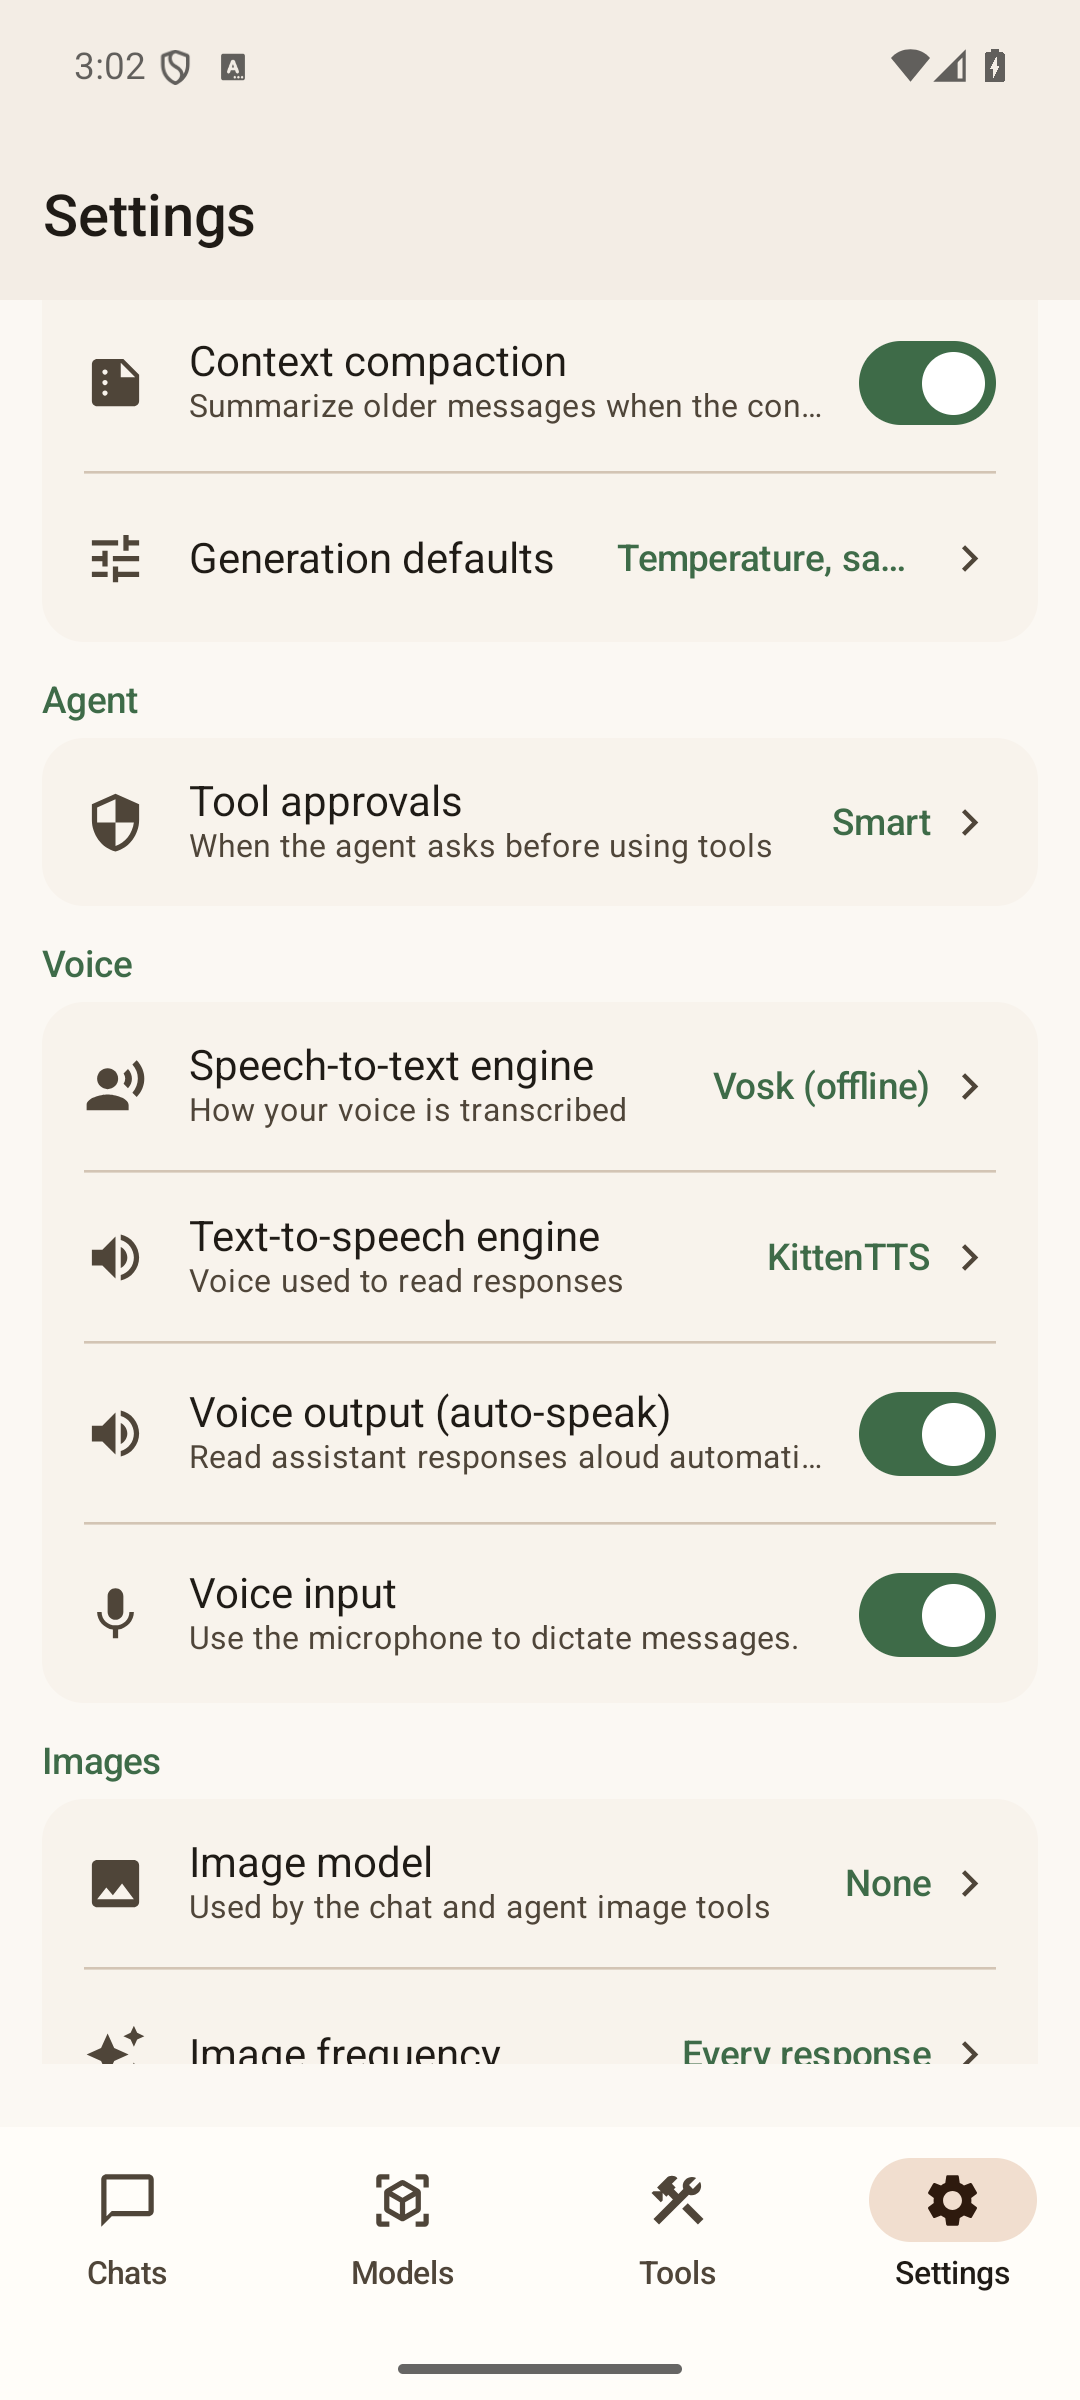 3:02
Settings
Context compaction
Summarize older messages when the con…
Generation defaults
Temperature, sa…
Agent
Tool approvals
When the agent asks before using tools
Smart
Voice
Speech-to-text engine
How your voice is transcribed
Vosk (offline)
Text-to-speech engine
Voice used to read responses
KittenTTS
Voice output (auto-speak)
Read assistant responses aloud automati…
Voice input
Use the microphone to dictate messages.
Images
Image model
Used by the chat and agent image tools
None
Image frequency
Every response
Chats
Models
Tools
Settings